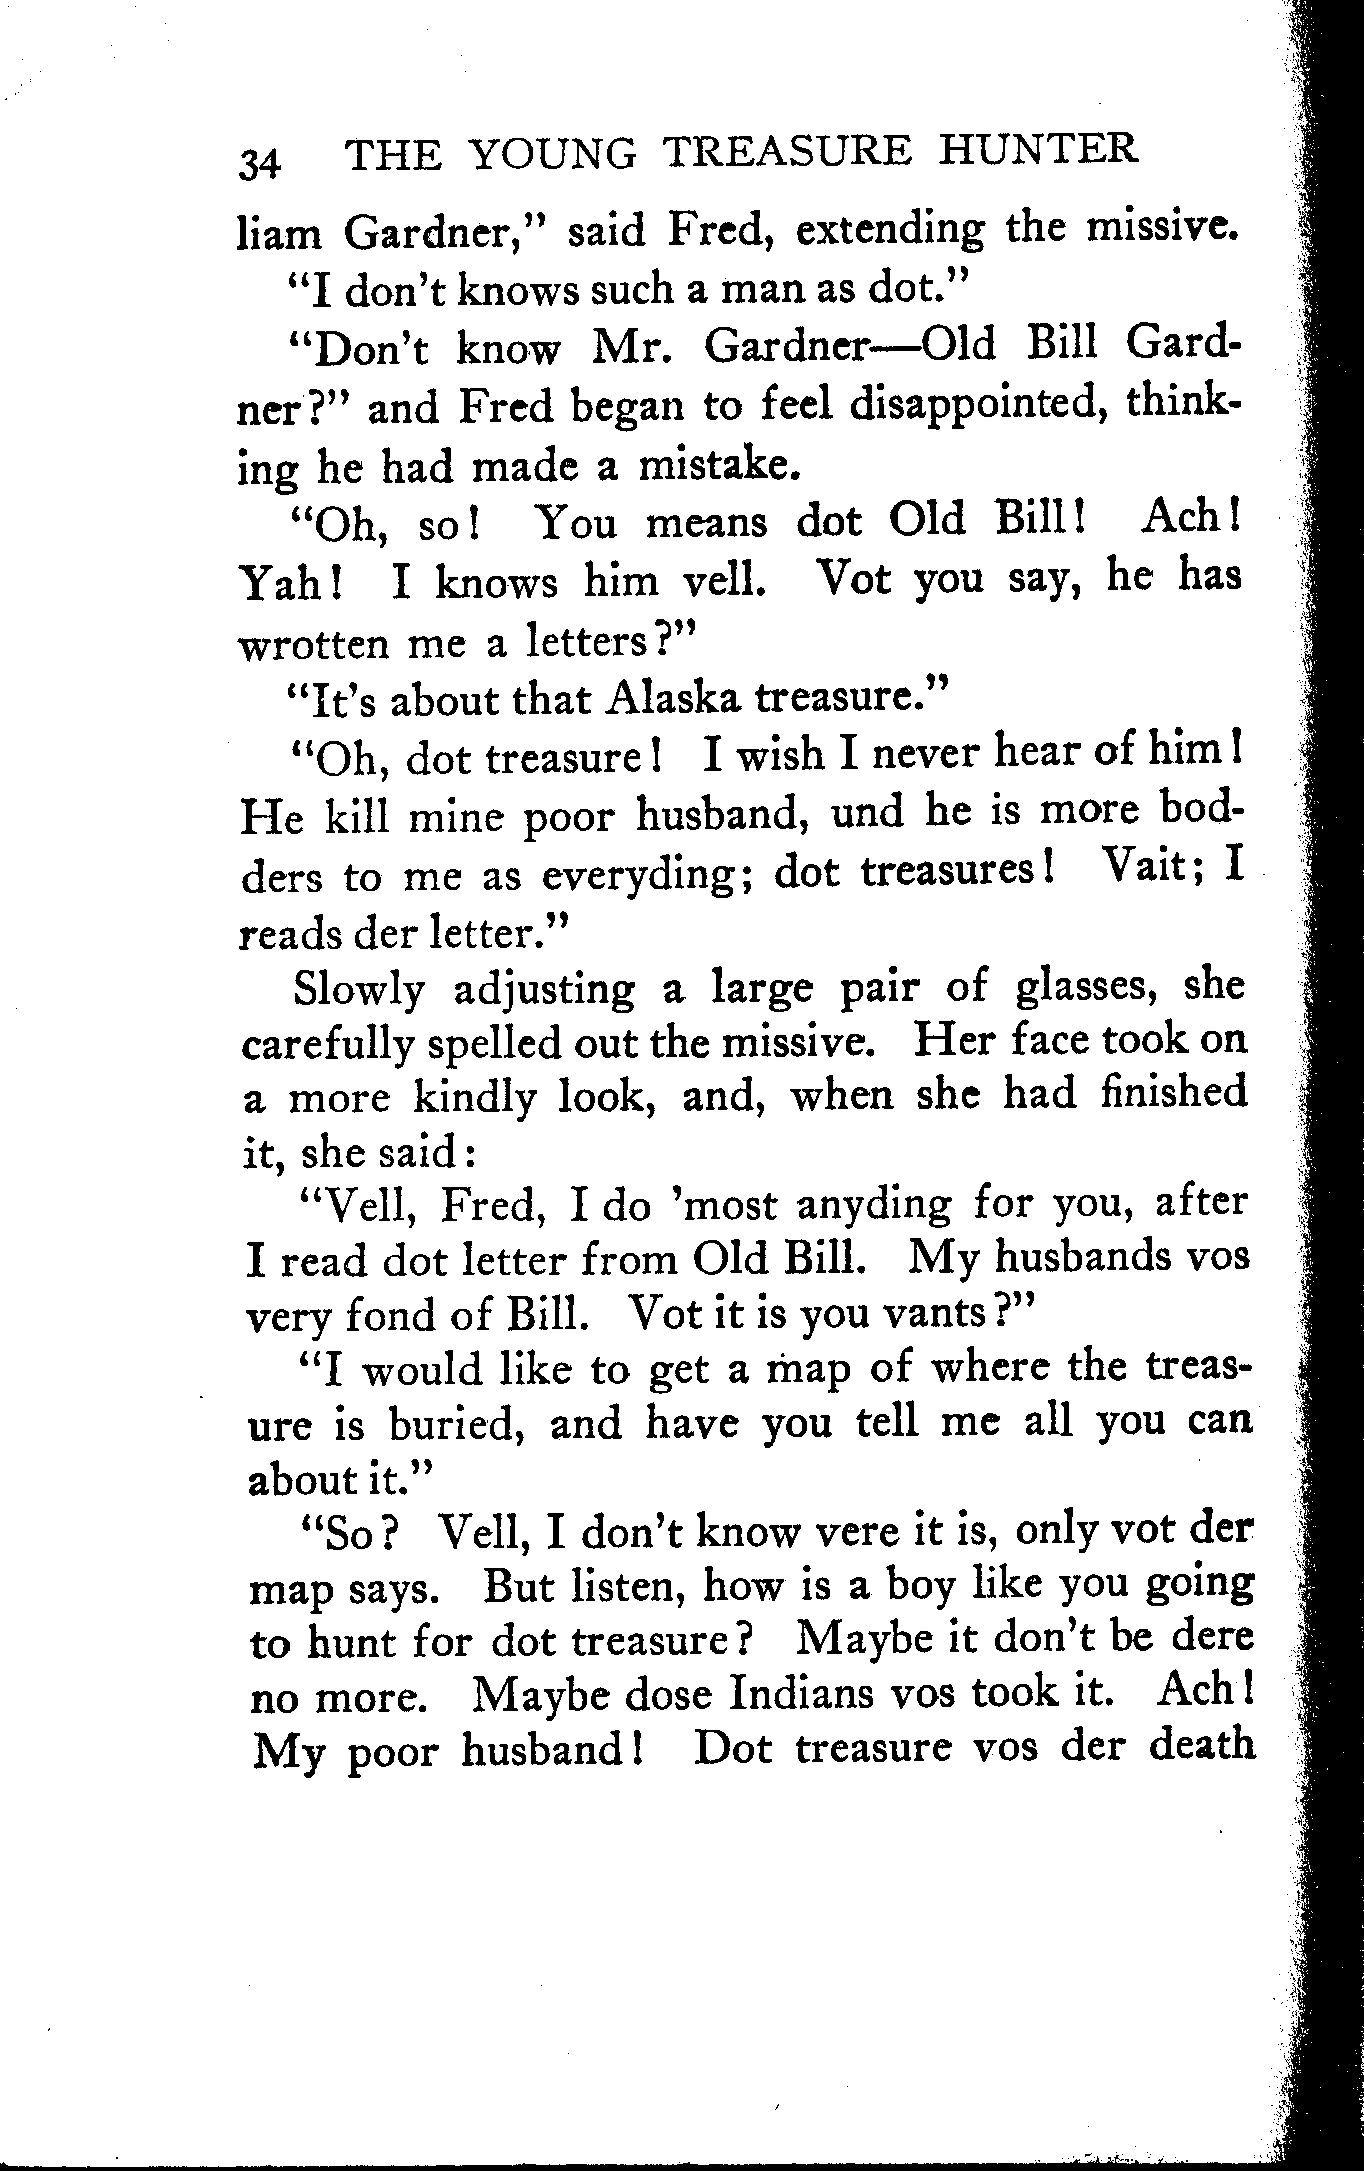 34 THE YOUNG TREASURE HUNTER
liam Gardner," said Fred, extending the missive.
"I don't knows such a man as dot."
"Don't know Mr. Gardner—Old Bill Gard-
ner?" and Fred began to feel disappointed, think-
ing he had made a mistake.
"Oh, so! You means dot Old Bill! Ach!
Yah! I knows him vell. Vot you say, he has
wrotten me a letters?"
"It's about that Alaska treasure."
"Oh, dot treasure! I wish I never hear of him!
He kill mine poor husband, und he is more bod-
ders to me as everyding; dot treasures! Vait; I
reads der letter."
Slowly adjusting a large pair of glasses, she
carefully spelled out the missive. Her face took on
a more kindly look, and, when she had finished
it, she said:
"Vell, Fred, I do 'most anyding for you, after
I read dot letter from Old Bill. My husbands vos
very fond of Bill. Vot it is you vants?"
"I would like to get a map of where the treas-
ure is buried, and have you tell me all you can
about it."
"So? Vell, I don't know vere it is, only vot der
map says. But listen, how is a boy like you going
to hunt for dot treasure? Maybe it don't be dere
no more. Maybe dose Indians vos took it. Ach!
My poor husband! Dot treasure vos der death